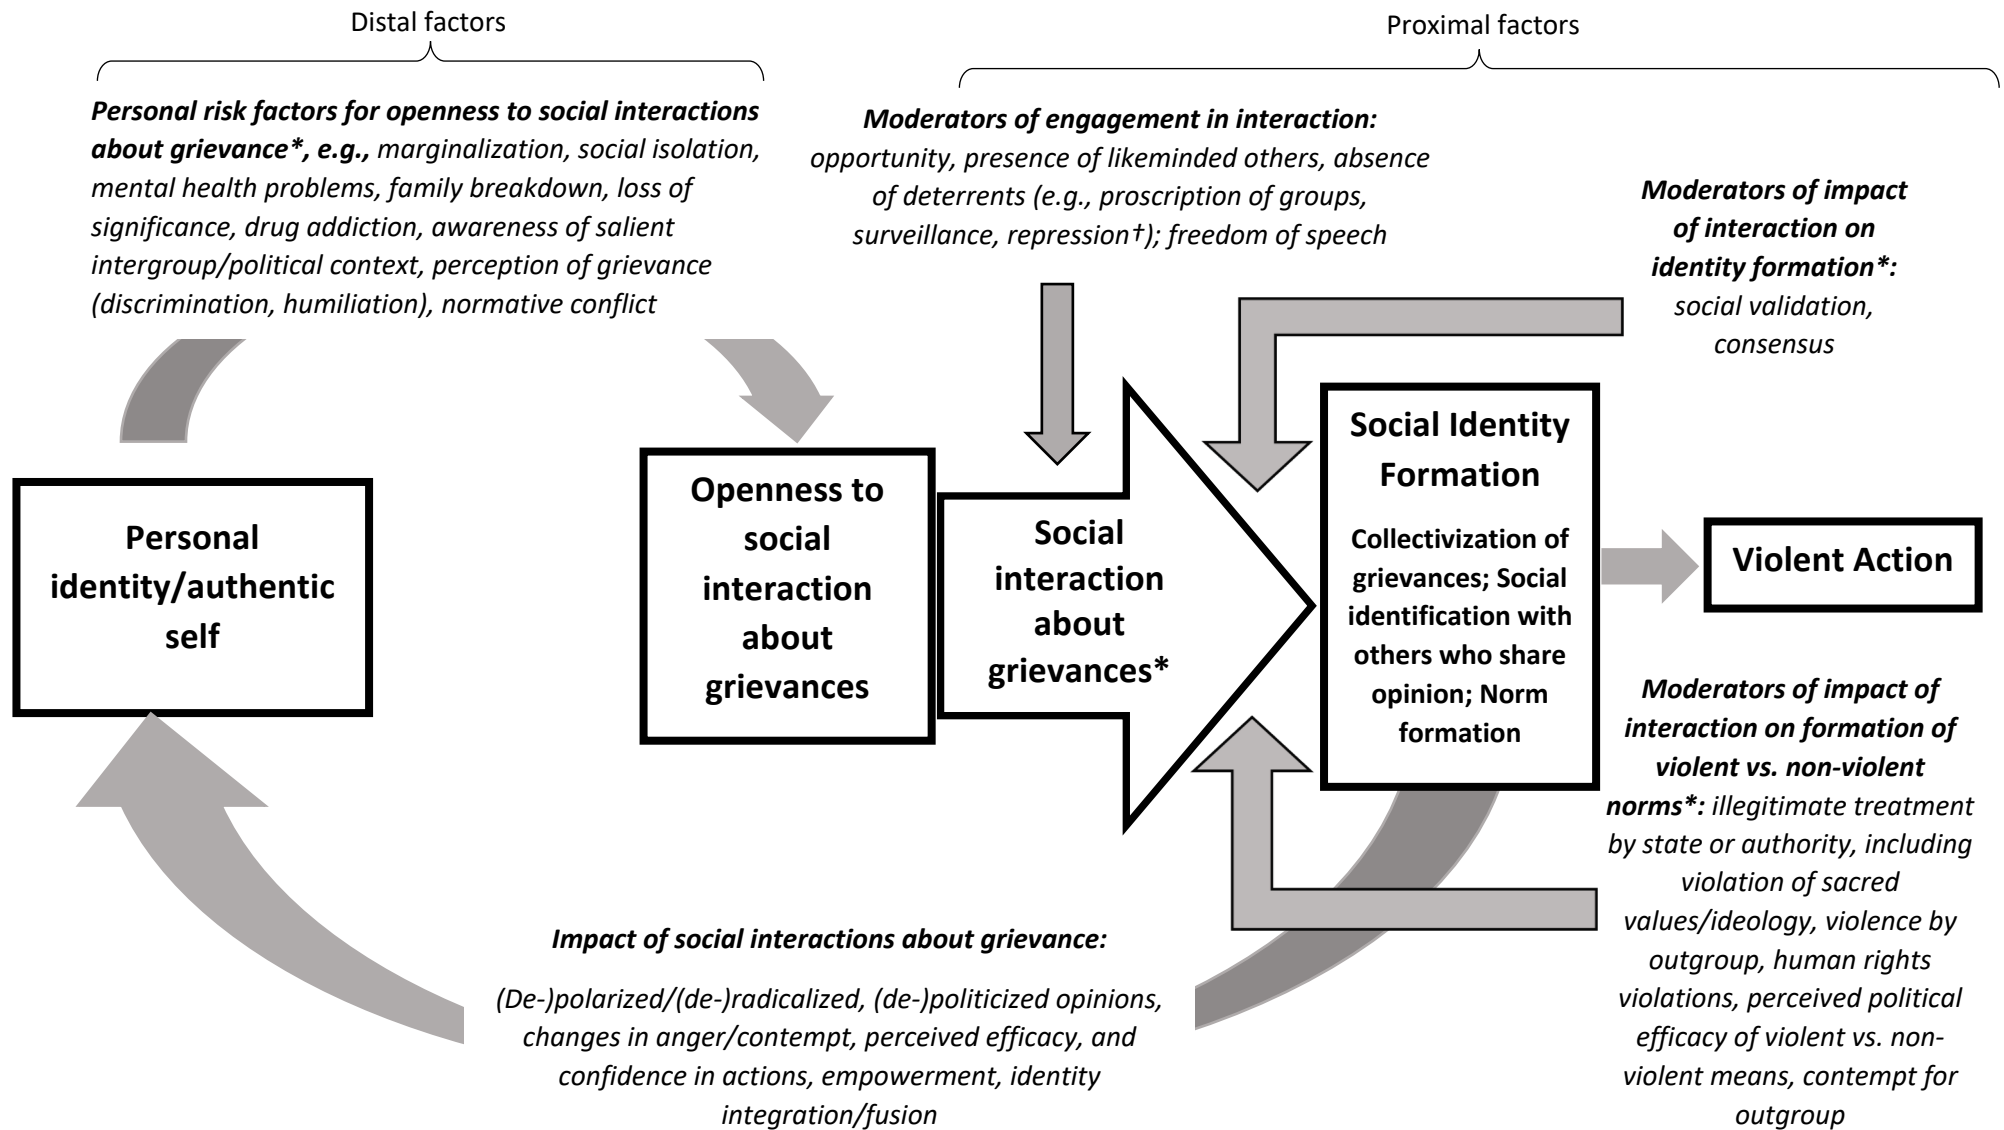 Distal factors
Proximal factors
Personal risk factors for openness to social interactions
about grievance*, e.g., marginalization, social isolation,
mental health problems, family breakdown, loss of
significance, drug addiction, awareness of salient
intergroup/political context, perception of grievance
(discrimination, humiliation), normative conflict
Moderators of engagement in interaction:
opportunity, presence of likeminded others, absence
of deterrents (e.g., proscription of groups,
surveillance, repression†); freedom of speech
Moderators of impact
of interaction on
identity formation*:
social validation,
consensus
Personal
identity/authentic
self
Openness to
social
interaction
about
grievances
Social
interaction
about
grievances*
Social Identity
Formation
Collectivization of
grievances; Social
identification with
others who share
opinion; Norm
formation
Violent Action
Moderators of impact of
interaction on formation of
violent vs. non-violent
norms*: illegitimate treatment
by state or authority, including
violation of sacred
values/ideology, violence by
outgroup, human rights
violations, perceived political
efficacy of violent vs. non-
violent means, contempt for
outgroup
Impact of social interactions about grievance:
(De-)polarized/(de-)radicalized, (de-)politicized opinions,
changes in anger/contempt, perceived efficacy, and
confidence in actions, empowerment, identity
integration/fusion